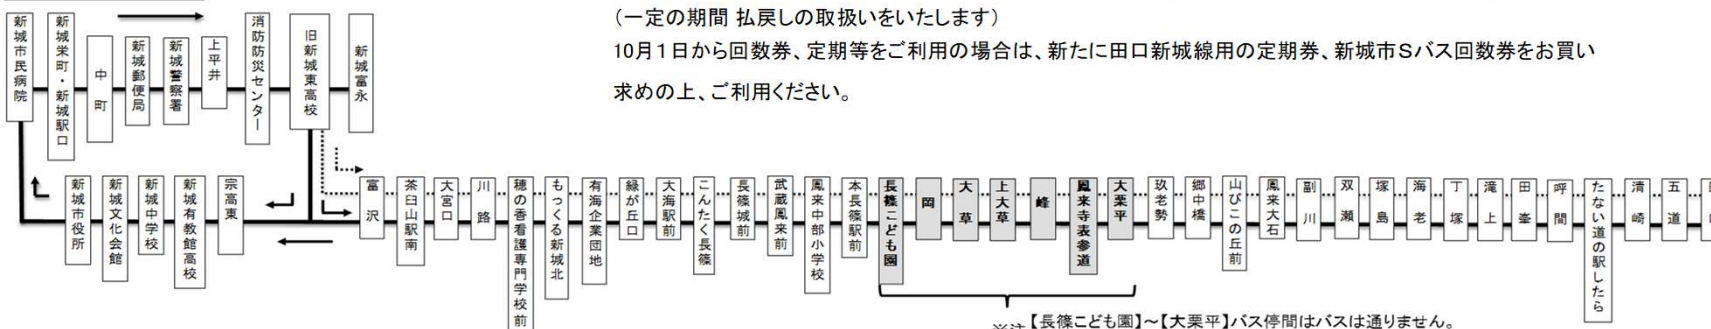 (一定の期間 払戻しの取扱いをいたします)
10月1日から回数券、定期等をご利用の場合は、新たに田口新城線用の定期券、新城市Sバス回数券をお買い
求めの上、ご利用ください。
新城市民病院
新城栄町・新城駅口
中町
新城郵便局
新城警察署
上平井
消防防災センター
旧新城東高校
新城富永
新城市役所
新城文化会館
新城中学校
新城有教館高校
宗高東
富沢
茶臼山駅南
大宮口
川路
穂の香看護専門学校前
もっくる新城北
有海企業団地
緑が丘口
大海駅前
こんたく長篠
長篠城前
武蔵鳳来前
鳳来中部小学校
本長篠駅前
長篠こども園
岡
大草
上大草
峰
鳳来寺表参道
大栗平
玖老勢
郷中橋
山びこの丘前
鳳来大石
副川
双瀬
塚島
海老
丁塚
滝上
田峯
呼間
たない道の駅したら
清崎
五道
※注【長篠こども園】~【大栗平】バス停間はバスは通りません。